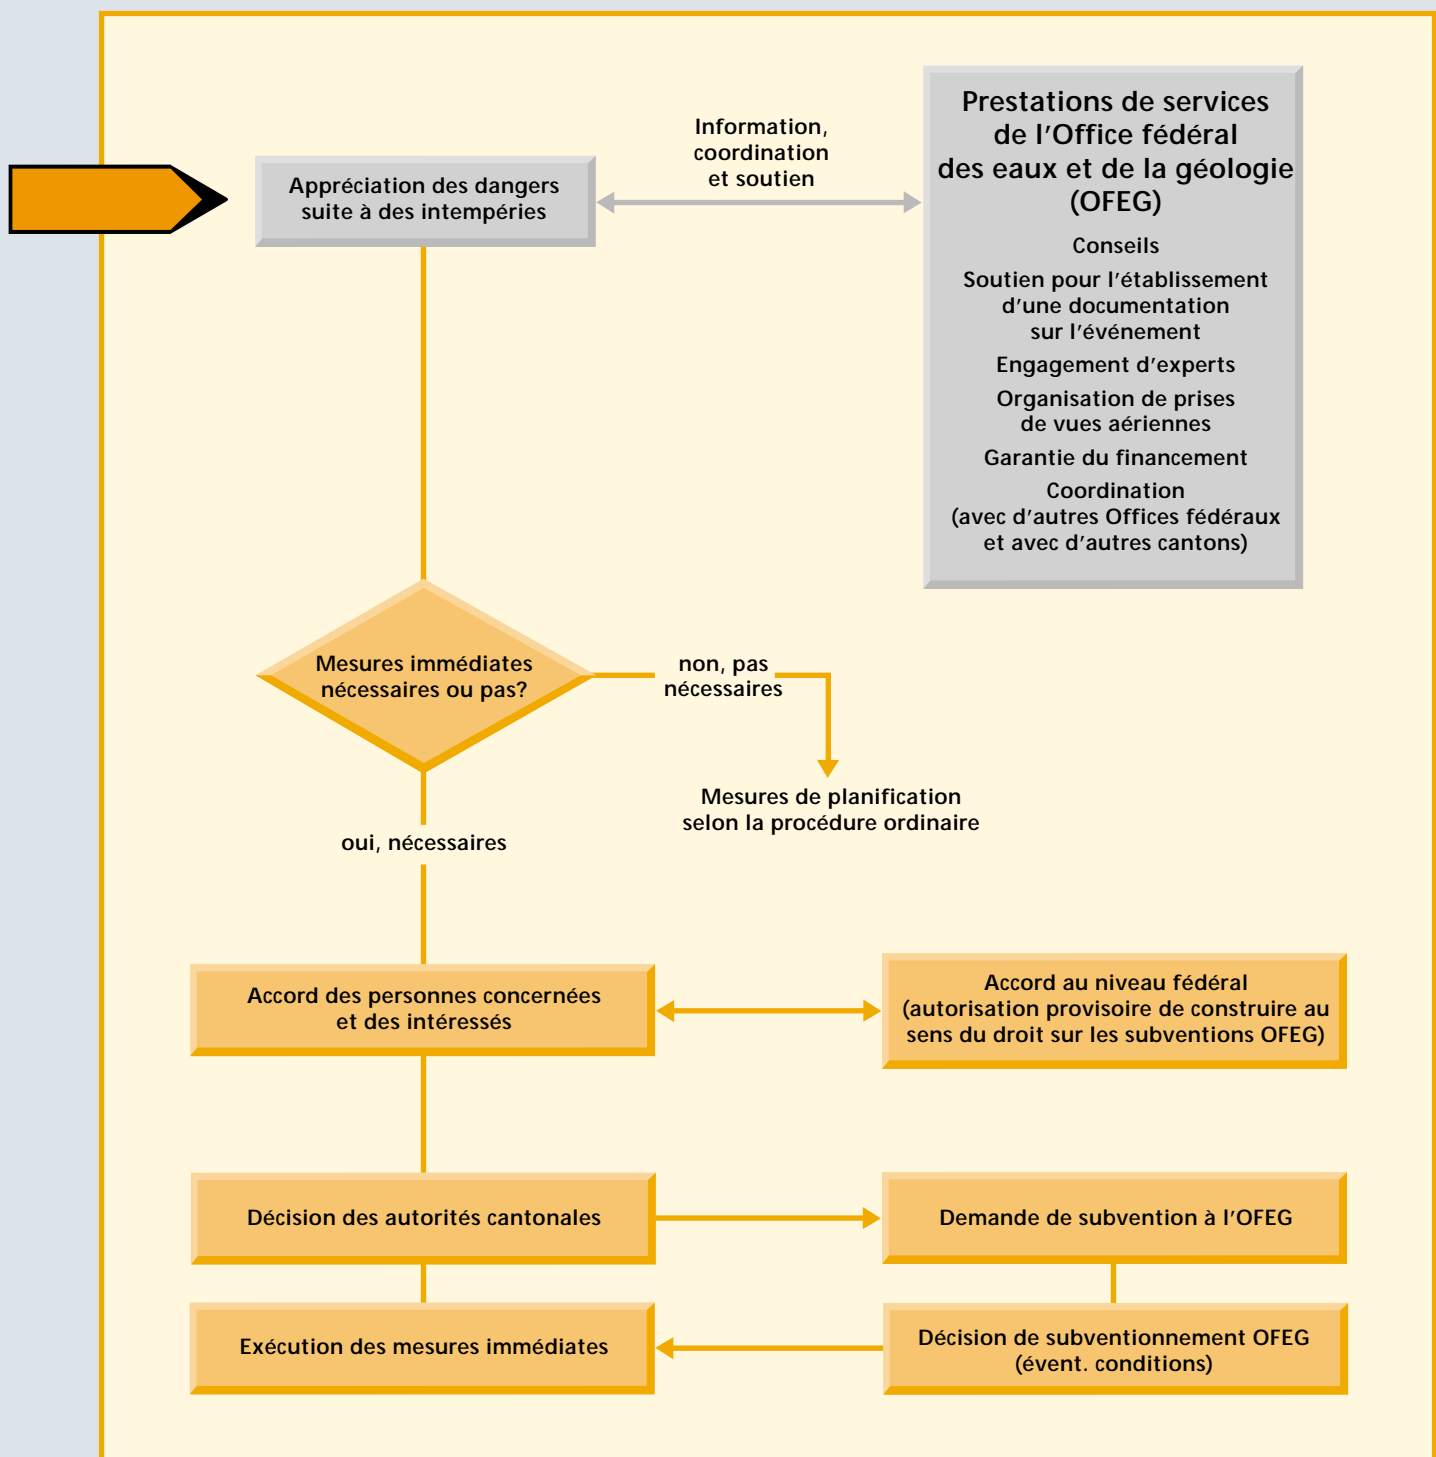 Information,
coordination
et soutien
Appréciation des dangers
suite à des intempéries
Prestations de services
de l'Office fédéral
des eaux et de la géologie
(OFEG)
Conseils
Soutien pour l'établissement
d'une documentation
sur l'événement
Engagement d'experts
Organisation de prises
de vues aériennes
Garantie du financement
Coordination
(avec d'autres Offices fédéraux
et avec d'autres cantons)
Mesures immédiates
nécessaires ou pas?
non, pas
nécessaires
Mesures de planification
selon la procédure ordinaire
oui, nécessaires
Accord des personnes concernées
et des intéressés
Accord au niveau fédéral
(autorisation provisoire de construire au
sens du droit sur les subventions OFEG)
Décision des autorités cantonales
Demande de subvention à l'OFEG
Exécution des mesures immédiates
Décision de subventionnement OFEG
(évent. conditions)